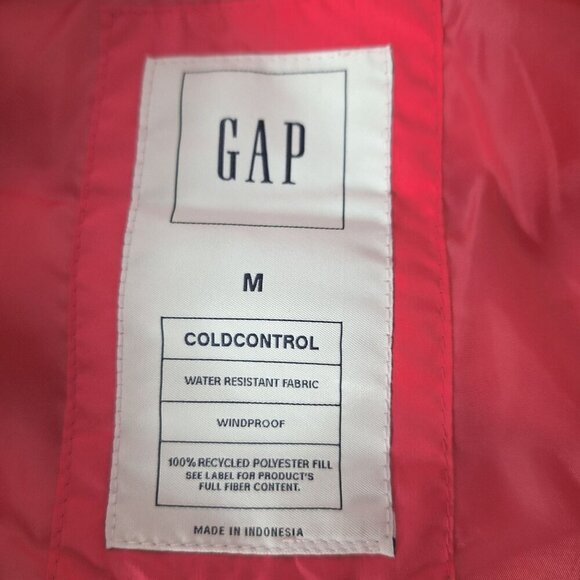 GAP
M
COLDCONTROL
WATER RESISTANT FABRIC
WINDPROOF
100% RECYCLED POLYESTER FILL
SEE LABEL FOR PRODUCT'S
FULL FIBER CONTENT.
MADE IN INDONESIA